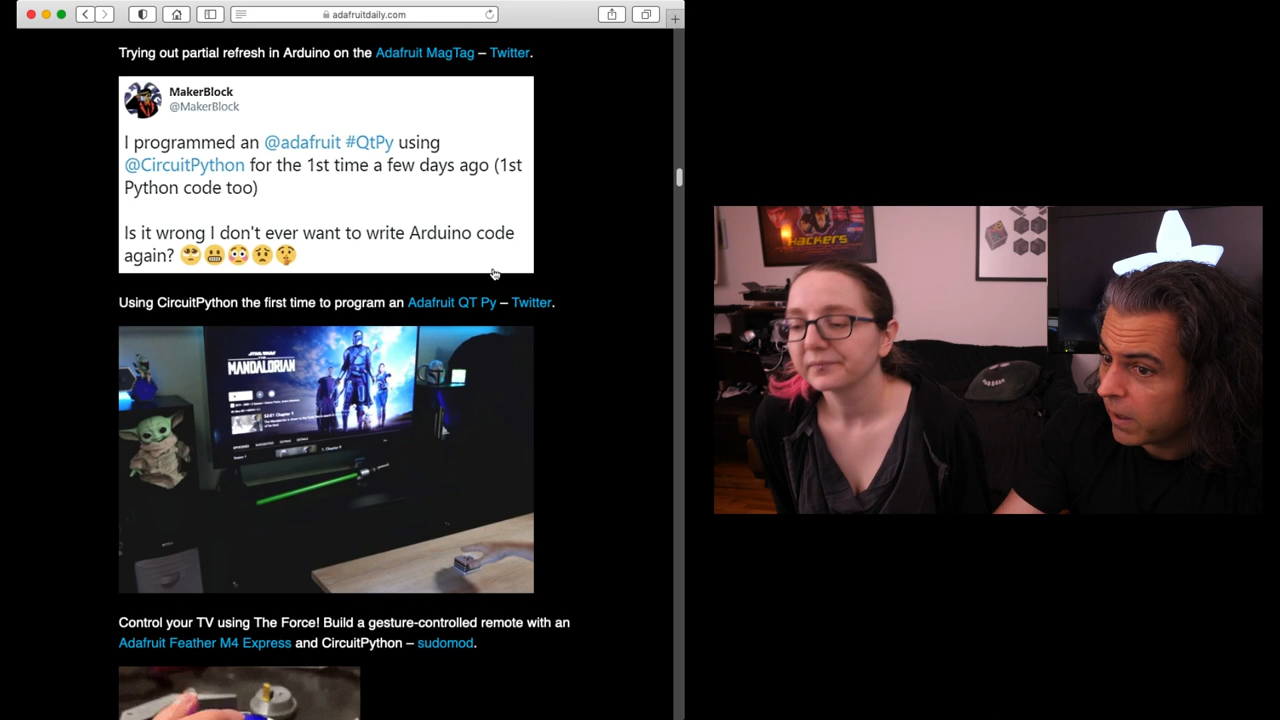 adafruitdaily.com
Trying out partial refresh in Arduino on the Adafruit MagTag – Twitter.
MakerBlock
@MakerBlock
I programmed an @adafruit #QtPy using
@CircuitPython for the 1st time a few days ago (1st
Python code too)
Is it wrong I don't ever want to write Arduino code
again? 🙄😬😳😟🤫
Using CircuitPython the first time to program an Adafruit QT Py – Twitter.
STAR WARS
THE
MANDALORIAN
Control your TV using The Force! Build a gesture-controlled remote with an
Adafruit Feather M4 Express and CircuitPython – sudomod.
HACKERS